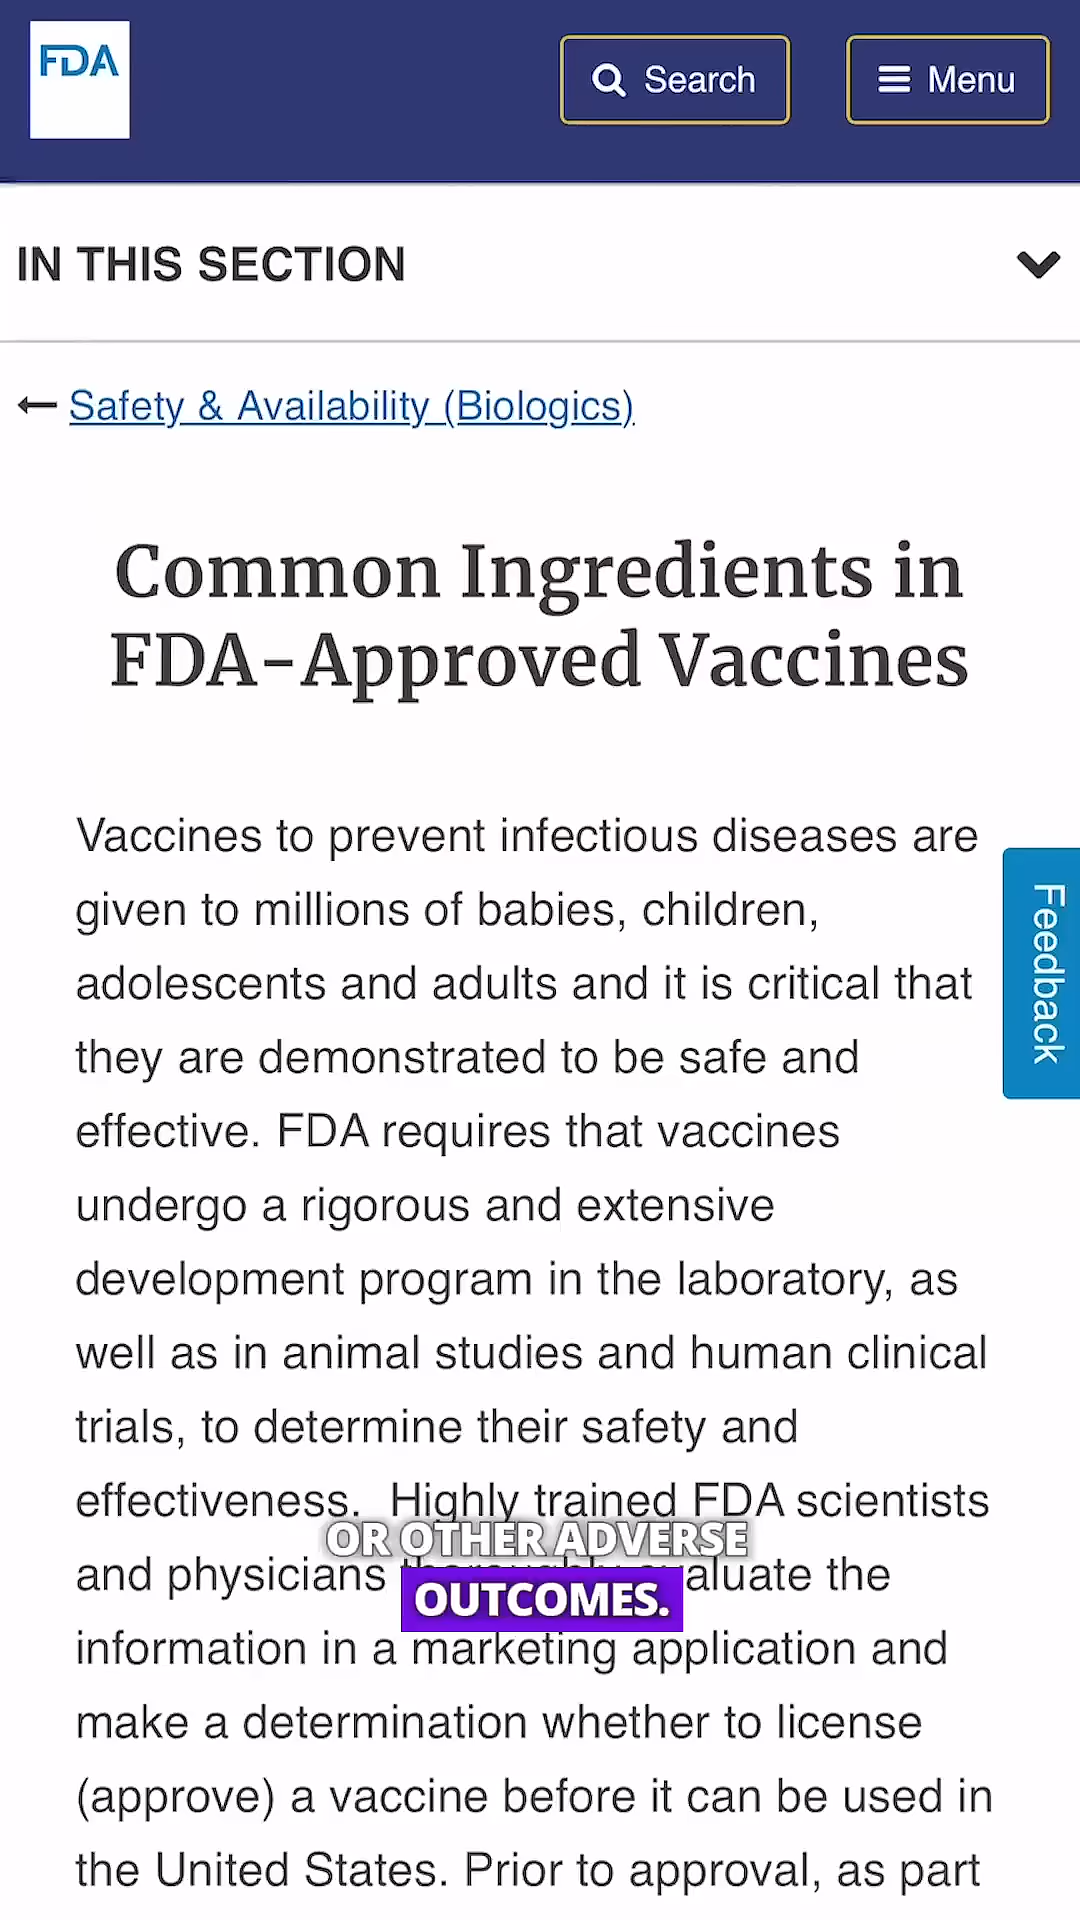 FDA
Search
Menu
IN THIS SECTION
Safety & Availability (Biologics)
Common Ingredients in
FDA-Approved Vaccines
Vaccines to prevent infectious diseases are
given to millions of babies, children,
adolescents and adults and it is critical that
they are demonstrated to be safe and
effective. FDA requires that vaccines
undergo a rigorous and extensive
development program in the laboratory, as
well as in animal studies and human clinical
trials, to determine their safety and
effectiveness. Highly trained FDA scientists
OR OTHER ADVERSE
and physicians thoroughly evaluate the
OUTCOMES.
information in a marketing application and
make a determination whether to license
(approve) a vaccine before it can be used in
the United States. Prior to approval, as part
Feedback